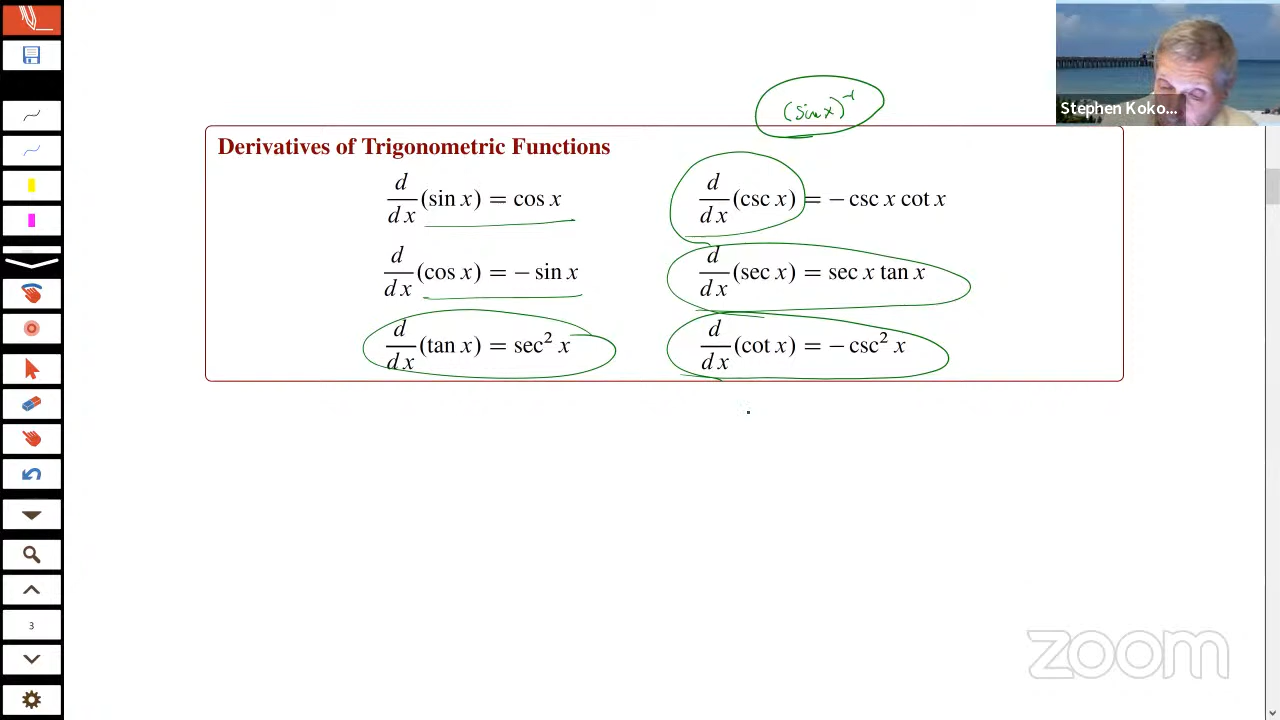 (sin x)⁻¹
Stephen Koko...
Derivatives of Trigonometric Functions
d/dx (sin x) = cos x
d/dx (csc x) = − csc x cot x
d/dx (cos x) = − sin x
d/dx (sec x) = sec x tan x
d/dx (tan x) = sec² x
d/dx (cot x) = − csc² x
3
zoom